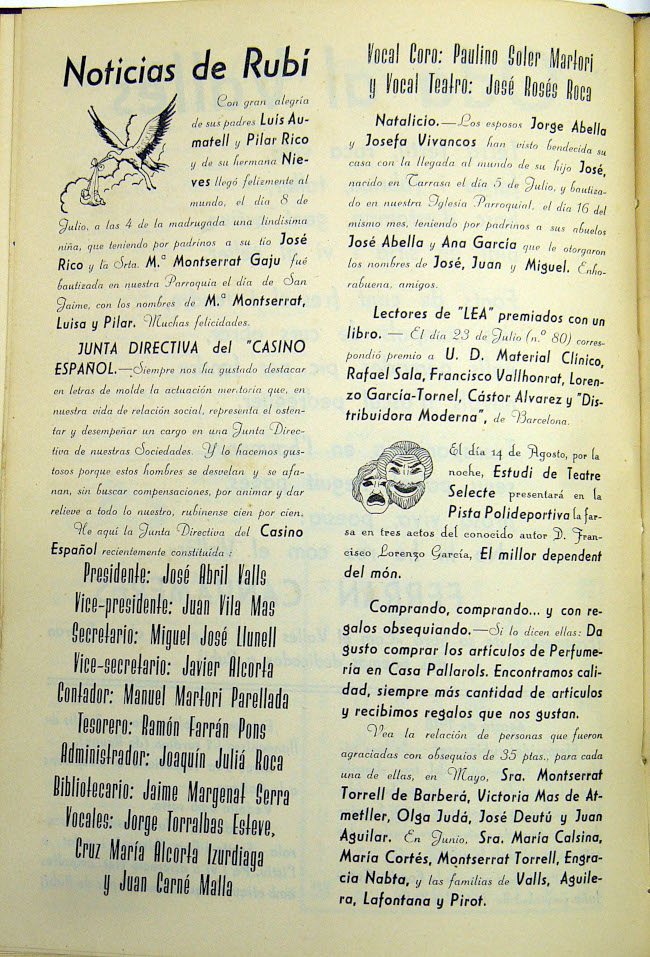 Noticias de Rubí
Con gran alegría
de sus padres Luis Au-
matell y Pilar Rico
y de su hermana Nie-
ves llegó felizmente al
mundo, el día 8 de
Julio, a las 4 de la madrugada una lindísima
niña, que teniendo por padrinos a su tío José
Rico y la Srta. M.ª Montserrat Gaju fué
bautizada en nuestra Parroquia el día de San
Jaime, con los nombres de M.ª Montserrat,
Luisa y Pilar. Muchas felicidades.
JUNTA DIRECTIVA del "CASINO
ESPAÑOL.—Siempre nos ha gustado destacar
en letras de molde la actuación meritoria que, en
nuestra vida de relación social, representa el osten-
tar y desempeñar un cargo en una Junta Direc-
tiva de nuestras Sociedades. Y lo hacemos gus-
tosos porque estos hombres se desvelan y se afa-
nan, sin buscar compensaciones, por animar y dar
relieve a todo lo nuestro, rubinense cien por cien.
He aquí la Junta Directiva del Casino
Español recientemente constituída :
Presidente: José Abril Valls
Vice-presidente: Juan Vila Mas
Secretario: Miguel José Llunell
Vice-secretario: Javier Alcorta
Contador: Manuel Martori Parellada
Tesorero: Ramón Farrán Pons
Administrador: Joaquín Juliá Roca
Bibliotecario: Jaime Margenat Serra
Vocales: Jorge Torralbas Esteve,
Cruz María Alcorta Izurdiaga
y Juan Carné Malla
Vocal Coro: Paulino Soler Martori
y Vocal Teatro: José Rosés Roca
Natalicio.—Los esposos Jorge Abella
y Josefa Vivancos han visto bendecida su
casa con la llegada al mundo de su hijo José,
nacido en Tarrasa el día 5 de Julio, y bautiza-
do en nuestra Iglesia Parroquial, el día 16 del
mismo mes, teniendo por padrinos a sus abuelos
José Abella y Ana García que le otorgaron
los nombres de José, Juan y Miguel. Enho-
rabuena, amigos.
Lectores de "LEA" premiados con un
libro. — El día 23 de Julio (n.º 80) corres-
pondió premio a U. D. Material Clínico,
Rafael Sala, Francisco Vallhonrat, Loren-
zo García-Tornel, Cástor Alvarez y "Dis-
tribuidora Moderna", de Barcelona.
El día 14 de Agosto, por la
noche, Estudi de Teatre
Selecte presentará en la
Pista Polideportiva la far-
sa en tres actos del conocido autor D. Fran-
cisco Lorenzo García, El millor dependent
del món.
Comprando, comprando... y con re-
galos obsequiando.—Si lo dicen ellas: Da
gusto comprar los artículos de Perfume-
ría en Casa Pallarols. Encontramos cali-
dad, siempre más cantidad de artículos
y recibimos regalos que nos gustan.
Vea la relación de personas que fueron
agraciadas con obsequios de 35 ptas., para cada
una de ellas, en Mayo, Sra. Montserrat
Torrell de Barberá, Victoria Mas de At-
metller, Olga Judá, José Deutú y Juan
Aguilar. En Junio, Sra. María Calsina,
María Cortés, Montserrat Torrell, Engra-
cia Nabta, y las familias de Valls, Aguile-
ra, Lafontana y Pirot.